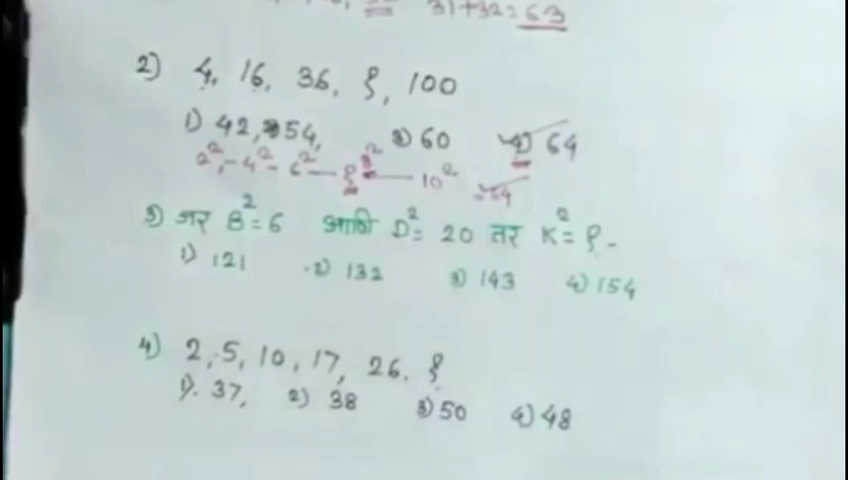 31+32=63
2) 4, 16, 36, ?, 100
1) 42, 54, 3) 60 4) 64
2², -4²- 6²- ? 8² - 10² =64
3) जर B²=6 आणि D²= 20 तर K²= ? -
1) 121 2) 132 3) 143 4) 154
4) 2, 5, 10, 17, 26. ?
1). 37, 2) 38 3) 50 4) 48